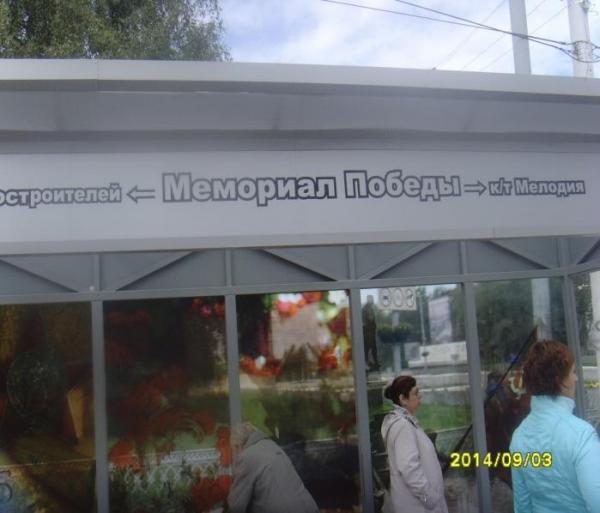 остроителей ⇐ Мемориал Победы ⇒ к/т Мелодия
2014/09/03